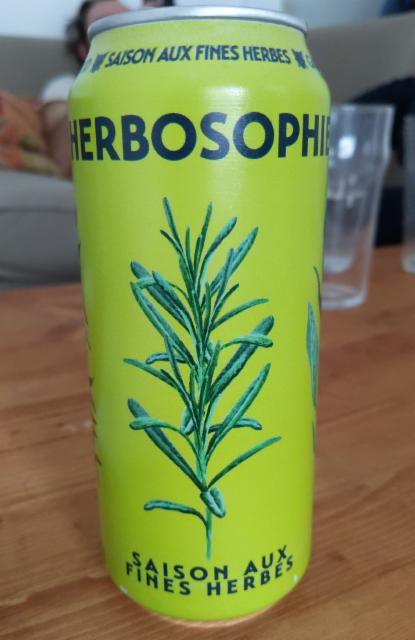 SAISON AUX FINES HERBES
HERBOSOPHIE
SAISON AUX
FINES HERBES